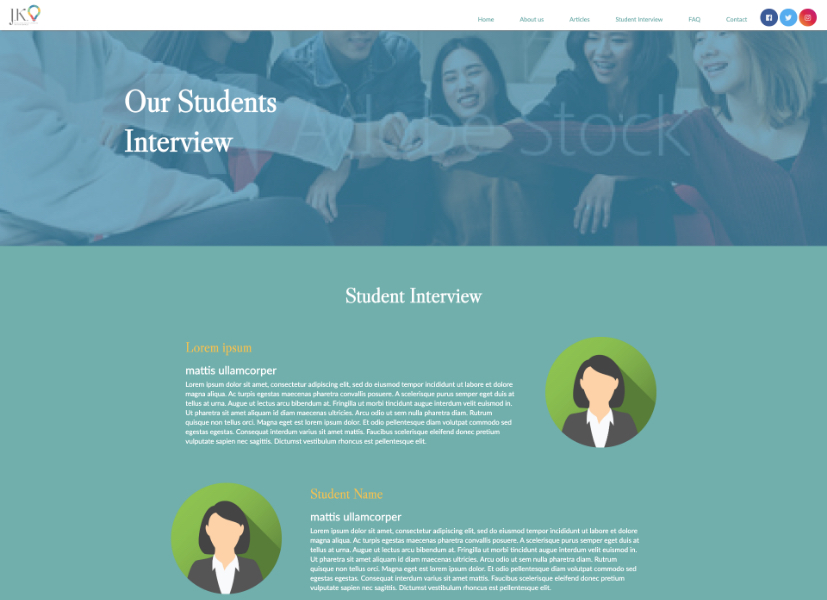 JK
Home About us Articles Student Interview FAQ Contact
Our Students
Interview
Adobe Stock
Student Interview
Lorem ipsum
mattis ullamcorper
Lorem ipsum dolor sit amet, consectetur adipiscing elit, sed do eiusmod tempor incididunt ut labore et dolore
magna aliqua. Ac turpis egestas maecenas pharetra convallis posuere. A scelerisque purus semper eget duis at
tellus at urna. Augue ut lectus arcu bibendum at. Fringilla ut morbi tincidunt augue interdum velit euismod in.
Ut pharetra sit amet aliquam id diam maecenas ultricies. Arcu odio ut sem nulla pharetra diam. Rutrum
quisque non tellus orci. Magna eget est lorem ipsum dolor. Et odio pellentesque diam volutpat commodo sed
egestas egestas. Consequat interdum varius sit amet mattis. Faucibus scelerisque eleifend donec pretium
vulputate sapien nec sagittis. Dictumst vestibulum rhoncus est pellentesque elit.
Student Name
mattis ullamcorper
Lorem ipsum dolor sit amet, consectetur adipiscing elit, sed do eiusmod tempor incididunt ut labore et dolore
magna aliqua. Ac turpis egestas maecenas pharetra convallis posuere. A scelerisque purus semper eget duis at
tellus at urna. Augue ut lectus arcu bibendum at. Fringilla ut morbi tincidunt augue interdum velit euismod in.
Ut pharetra sit amet aliquam id diam maecenas ultricies. Arcu odio ut sem nulla pharetra diam. Rutrum
quisque non tellus orci. Magna eget est lorem ipsum dolor. Et odio pellentesque diam volutpat commodo sed
egestas egestas. Consequat interdum varius sit amet mattis. Faucibus scelerisque eleifend donec pretium
vulputate sapien nec sagittis. Dictumst vestibulum rhoncus est pellentesque elit.